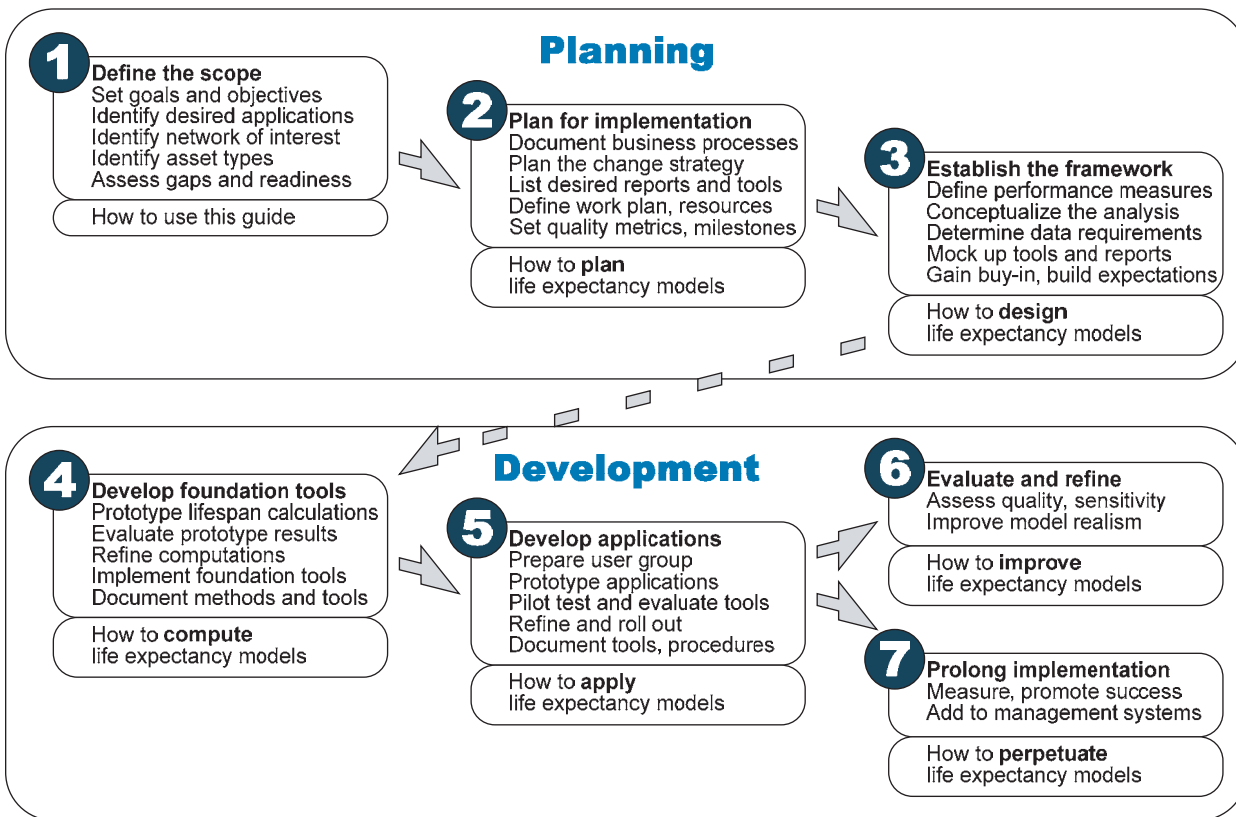 Planning
1
Define the scope
Set goals and objectives
Identify desired applications
Identify network of interest
Identify asset types
Assess gaps and readiness
How to use this guide
2
Plan for implementation
Document business processes
Plan the change strategy
List desired reports and tools
Define work plan, resources
Set quality metrics, milestones
How to plan
life expectancy models
3
Establish the framework
Define performance measures
Conceptualize the analysis
Determine data requirements
Mock up tools and reports
Gain buy-in, build expectations
How to design
life expectancy models
Development
4
Develop foundation tools
Prototype lifespan calculations
Evaluate prototype results
Refine computations
Implement foundation tools
Document methods and tools
How to compute
life expectancy models
5
Develop applications
Prepare user group
Prototype applications
Pilot test and evaluate tools
Refine and roll out
Document tools, procedures
How to apply
life expectancy models
6
Evaluate and refine
Assess quality, sensitivity
Improve model realism
How to improve
life expectancy models
7
Prolong implementation
Measure, promote success
Add to management systems
How to perpetuate
life expectancy models